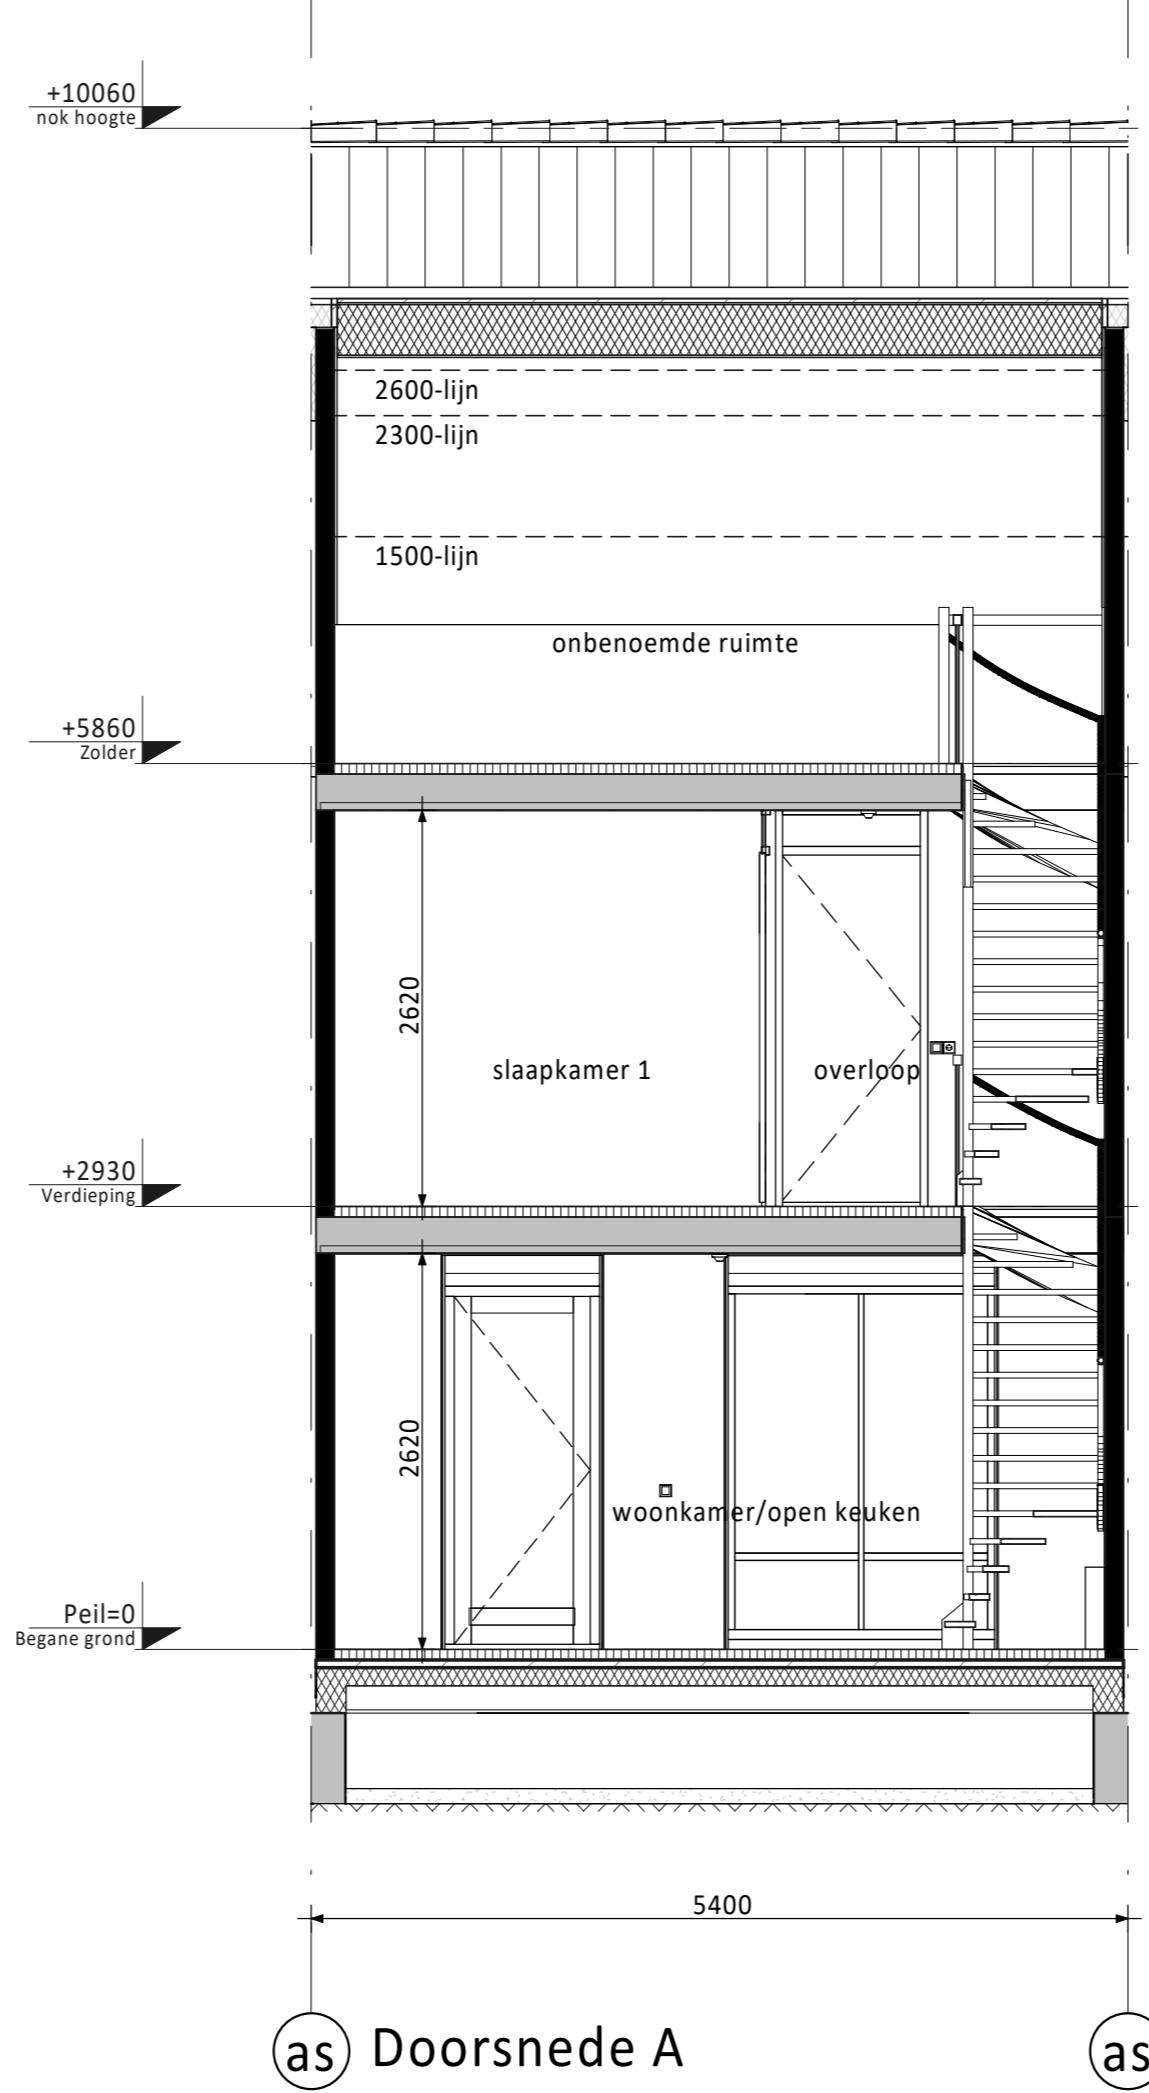 +10060
nok hoogte
2600-lijn
2300-lijn
1500-lijn
onbenoemde ruimte
+5860
Zolder
2620
slaapkamer 1
overloop
+2930
Verdieping
2620
woonkamer/open keuken
Peil=0
Begane grond
5400
as
Doorsnede A
as